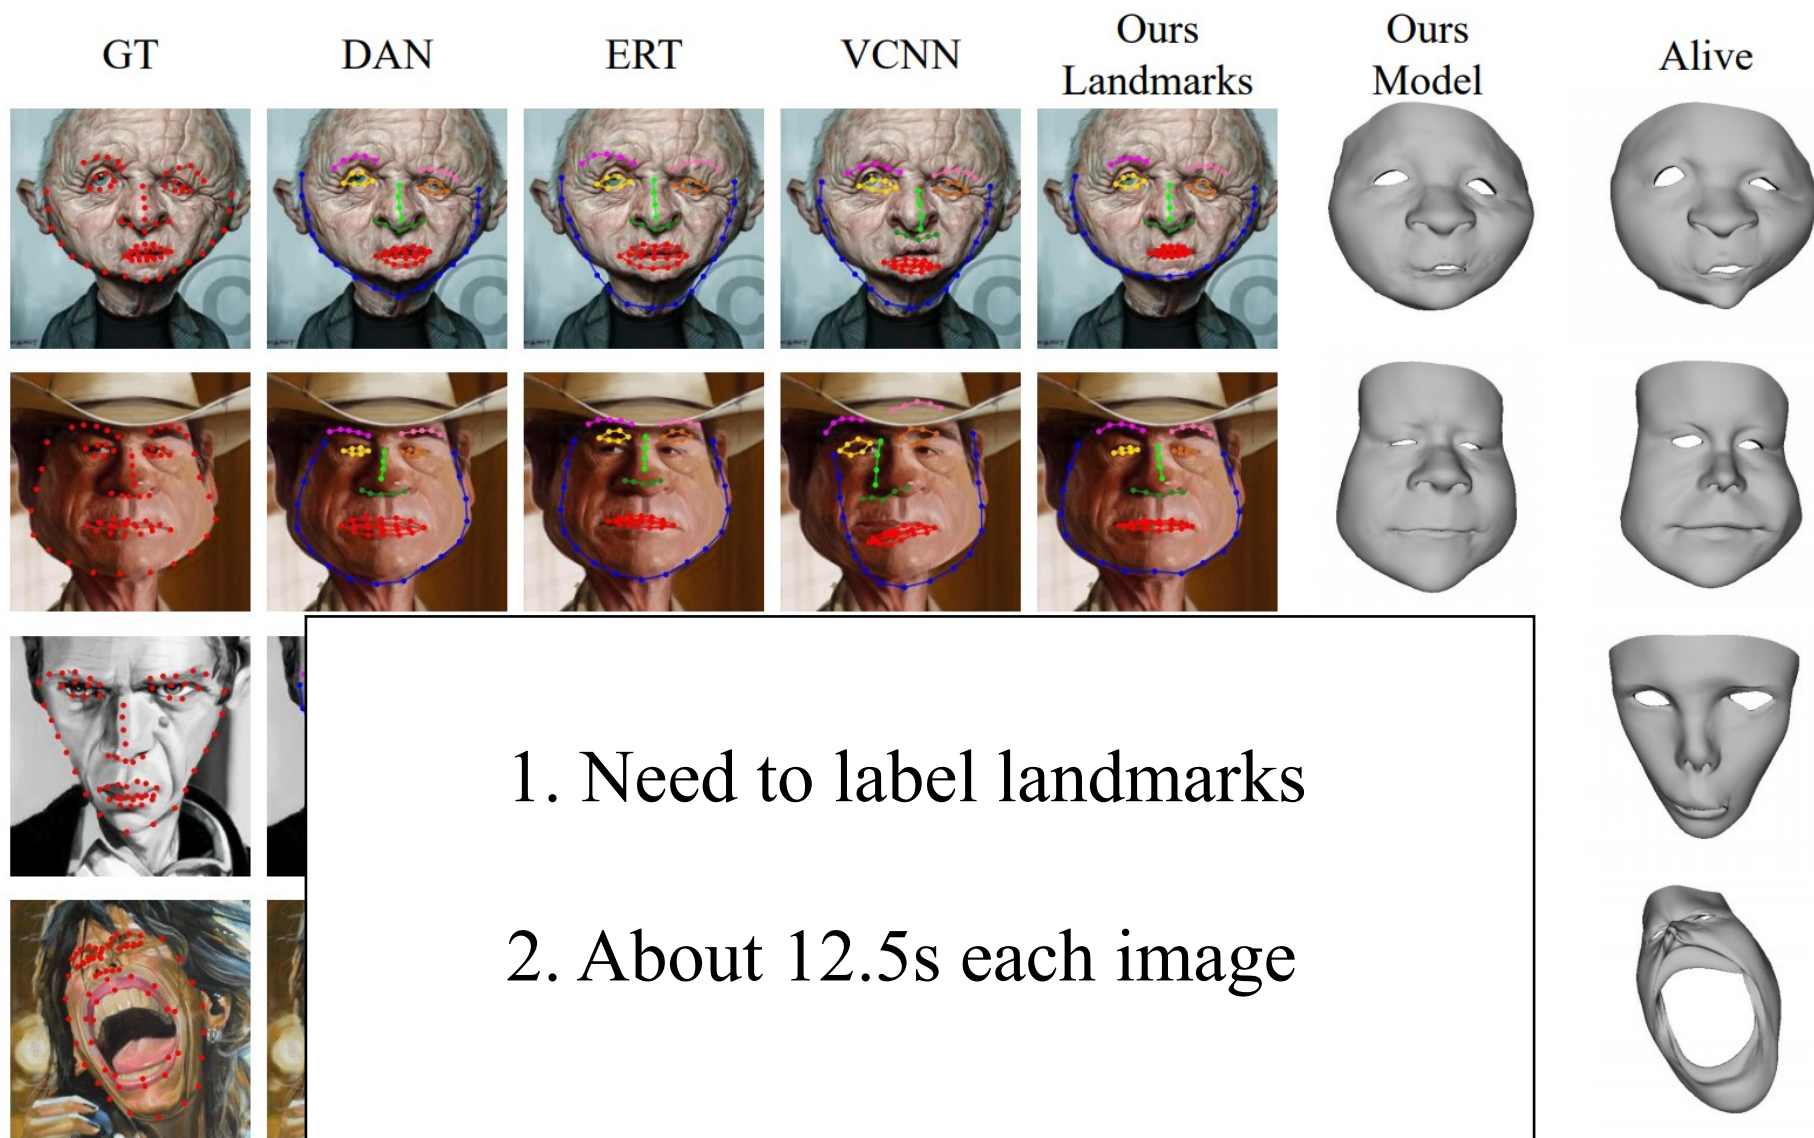 GT
DAN
ERT
VCNN
Ours
Landmarks
Ours
Model
Alive
1. Need to label landmarks
2. About 12.5s each image